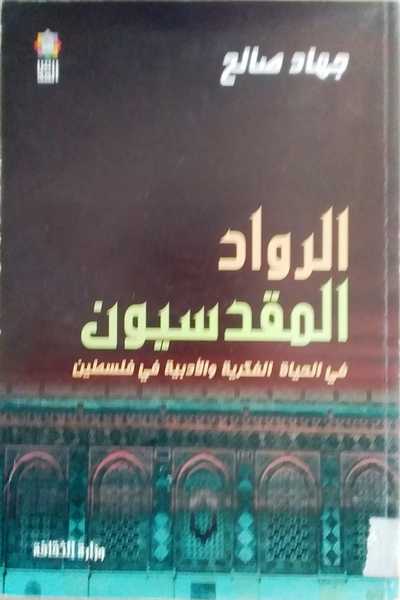 جهاد صالح
الرواد
المقدسيون
في الحياة الفكرية والأدبية في فلسطين
وزارة الثقافة